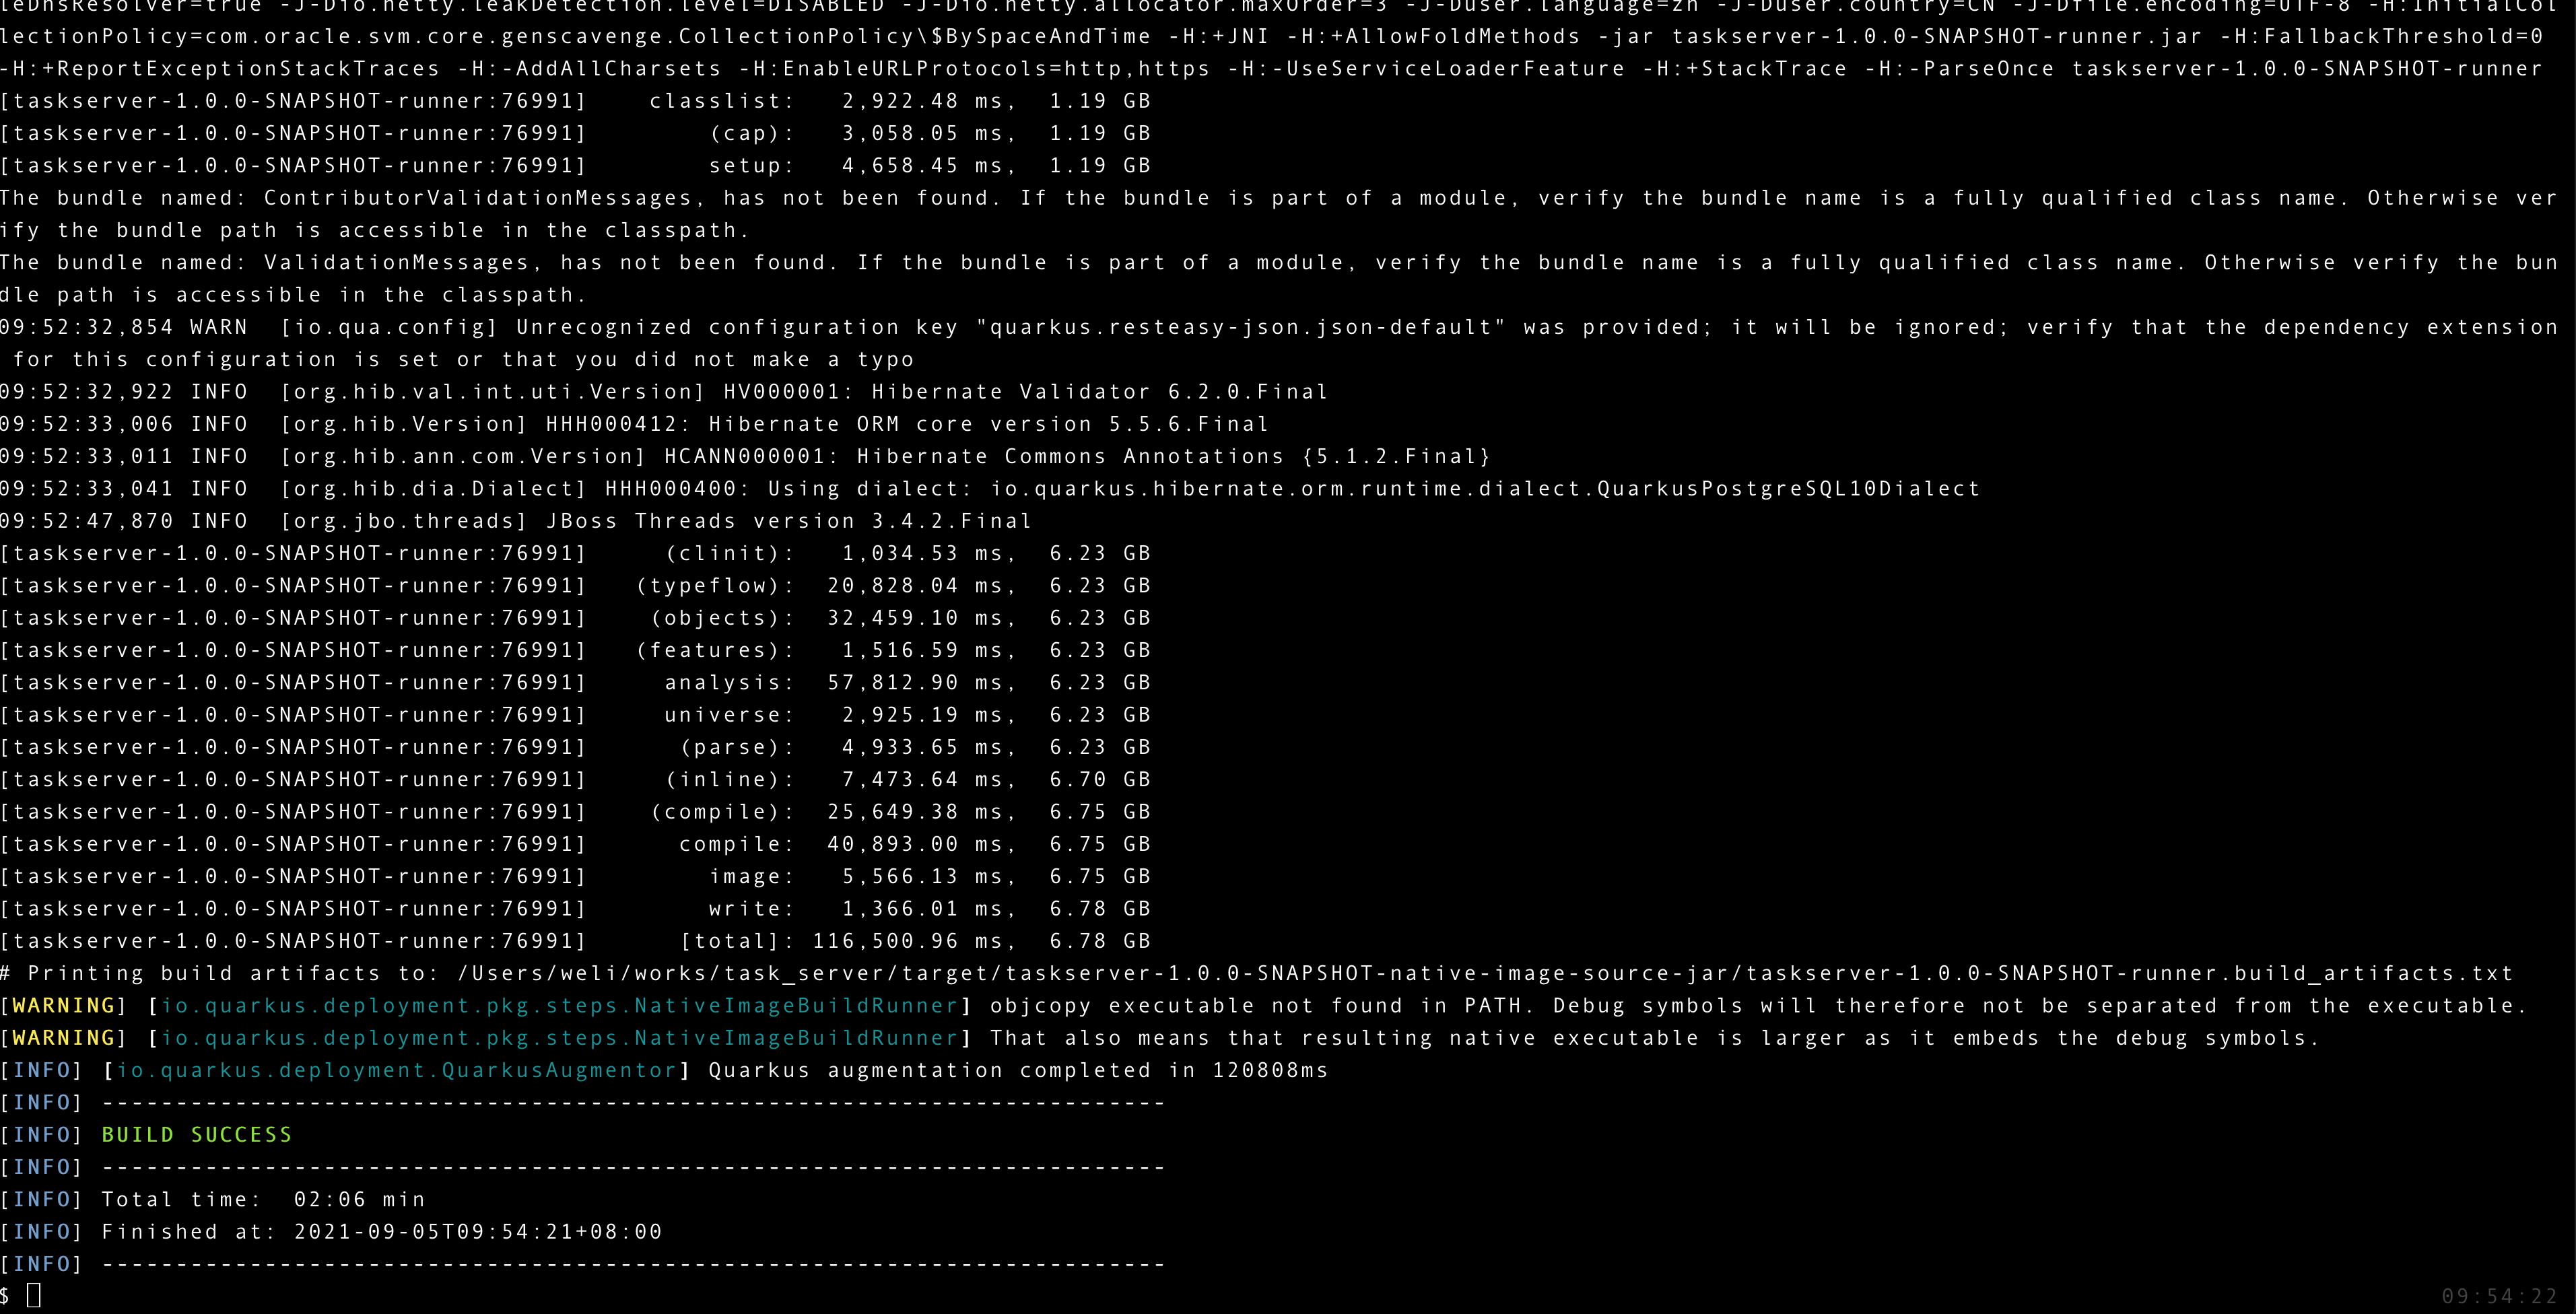 leDnsResolver=true -J-Dio.netty.leakDetection.level=DISABLED -J-Dio.netty.allocator.maxOrder=3 -J-Duser.language=zh -J-Duser.country=CN -J-Dfile.encoding=UTF-8 -H:InitialCol
lectionPolicy=com.oracle.svm.core.genscavenge.CollectionPolicy\$BySpaceAndTime -H:+JNI -H:+AllowFoldMethods -jar taskserver-1.0.0-SNAPSHOT-runner.jar -H:FallbackThreshold=0
-H:+ReportExceptionStackTraces -H:-AddAllCharsets -H:EnableURLProtocols=http,https -H:-UseServiceLoaderFeature -H:+StackTrace -H:-ParseOnce taskserver-1.0.0-SNAPSHOT-runner
[taskserver-1.0.0-SNAPSHOT-runner:76991]    classlist:   2,922.48 ms,  1.19 GB
[taskserver-1.0.0-SNAPSHOT-runner:76991]        (cap):   3,058.05 ms,  1.19 GB
[taskserver-1.0.0-SNAPSHOT-runner:76991]        setup:   4,658.45 ms,  1.19 GB
The bundle named: ContributorValidationMessages, has not been found. If the bundle is part of a module, verify the bundle name is a fully qualified class name. Otherwise ver
ify the bundle path is accessible in the classpath.
The bundle named: ValidationMessages, has not been found. If the bundle is part of a module, verify the bundle name is a fully qualified class name. Otherwise verify the bun
dle path is accessible in the classpath.
09:52:32,854 WARN  [io.qua.config] Unrecognized configuration key "quarkus.resteasy-json.json-default" was provided; it will be ignored; verify that the dependency extension
 for this configuration is set or that you did not make a typo
09:52:32,922 INFO  [org.hib.val.int.uti.Version] HV000001: Hibernate Validator 6.2.0.Final
09:52:33,006 INFO  [org.hib.Version] HHH000412: Hibernate ORM core version 5.5.6.Final
09:52:33,011 INFO  [org.hib.ann.com.Version] HCANN000001: Hibernate Commons Annotations {5.1.2.Final}
09:52:33,041 INFO  [org.hib.dia.Dialect] HHH000400: Using dialect: io.quarkus.hibernate.orm.runtime.dialect.QuarkusPostgreSQL10Dialect
09:52:47,870 INFO  [org.jbo.threads] JBoss Threads version 3.4.2.Final
[taskserver-1.0.0-SNAPSHOT-runner:76991]     (clinit):   1,034.53 ms,  6.23 GB
[taskserver-1.0.0-SNAPSHOT-runner:76991]   (typeflow):  20,828.04 ms,  6.23 GB
[taskserver-1.0.0-SNAPSHOT-runner:76991]    (objects):  32,459.10 ms,  6.23 GB
[taskserver-1.0.0-SNAPSHOT-runner:76991]   (features):   1,516.59 ms,  6.23 GB
[taskserver-1.0.0-SNAPSHOT-runner:76991]     analysis:  57,812.90 ms,  6.23 GB
[taskserver-1.0.0-SNAPSHOT-runner:76991]     universe:   2,925.19 ms,  6.23 GB
[taskserver-1.0.0-SNAPSHOT-runner:76991]      (parse):   4,933.65 ms,  6.23 GB
[taskserver-1.0.0-SNAPSHOT-runner:76991]     (inline):   7,473.64 ms,  6.70 GB
[taskserver-1.0.0-SNAPSHOT-runner:76991]    (compile):  25,649.38 ms,  6.75 GB
[taskserver-1.0.0-SNAPSHOT-runner:76991]      compile:  40,893.00 ms,  6.75 GB
[taskserver-1.0.0-SNAPSHOT-runner:76991]        image:   5,566.13 ms,  6.75 GB
[taskserver-1.0.0-SNAPSHOT-runner:76991]        write:   1,366.01 ms,  6.78 GB
[taskserver-1.0.0-SNAPSHOT-runner:76991]      [total]: 116,500.96 ms,  6.78 GB
# Printing build artifacts to: /Users/weli/works/task_server/target/taskserver-1.0.0-SNAPSHOT-native-image-source-jar/taskserver-1.0.0-SNAPSHOT-runner.build_artifacts.txt
[WARNING] [io.quarkus.deployment.pkg.steps.NativeImageBuildRunner] objcopy executable not found in PATH. Debug symbols will therefore not be separated from the executable.
[WARNING] [io.quarkus.deployment.pkg.steps.NativeImageBuildRunner] That also means that resulting native executable is larger as it embeds the debug symbols.
[INFO] [io.quarkus.deployment.QuarkusAugmentor] Quarkus augmentation completed in 120808ms
[INFO] ------------------------------------------------------------------------
[INFO] BUILD SUCCESS
[INFO] ------------------------------------------------------------------------
[INFO] Total time:  02:06 min
[INFO] Finished at: 2021-09-05T09:54:21+08:00
[INFO] ------------------------------------------------------------------------
$
09:54:22